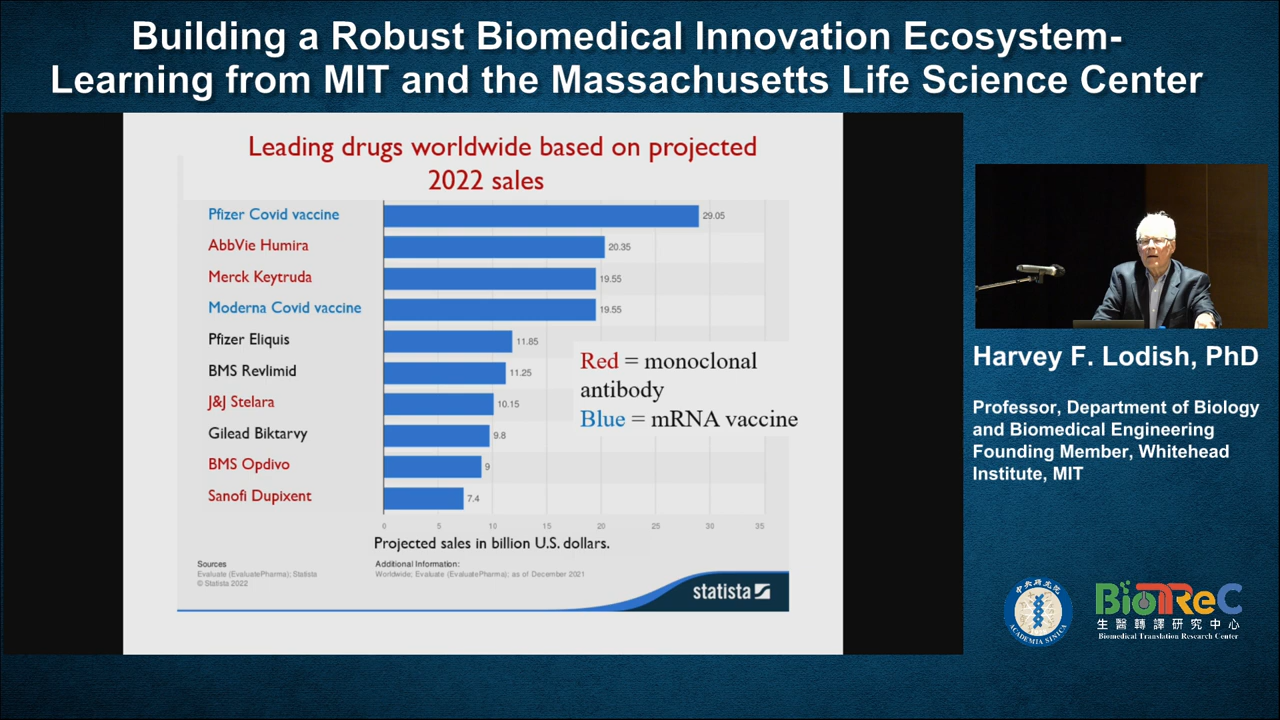 Building a Robust Biomedical Innovation Ecosystem-
Learning from MIT and the Massachusetts Life Science Center
Leading drugs worldwide based on projected
2022 sales
Pfizer Covid vaccine 29.05
AbbVie Humira 20.35
Merck Keytruda 19.55
Moderna Covid vaccine 19.55
Pfizer Eliquis 11.85
BMS Revlimid 11.25
J&J Stelara 10.15
Gilead Biktarvy 9.8
BMS Opdivo 9
Sanofi Dupixent 7.4
Red = monoclonal
antibody
Blue = mRNA vaccine
0 5 10 15 20 25 30 35
Projected sales in billion U.S. dollars.
Sources
Evaluate (EvaluatePharma); Statista
© Statista 2022
Additional Information:
Worldwide; Evaluate (EvaluatePharma); as of December 2021
statista
Harvey F. Lodish, PhD
Professor, Department of Biology
and Biomedical Engineering
Founding Member, Whitehead
Institute, MIT
中央研究院
ACADEMIA SINICA
BioTReC
生醫轉譯研究中心
Biomedical Translation Research Center